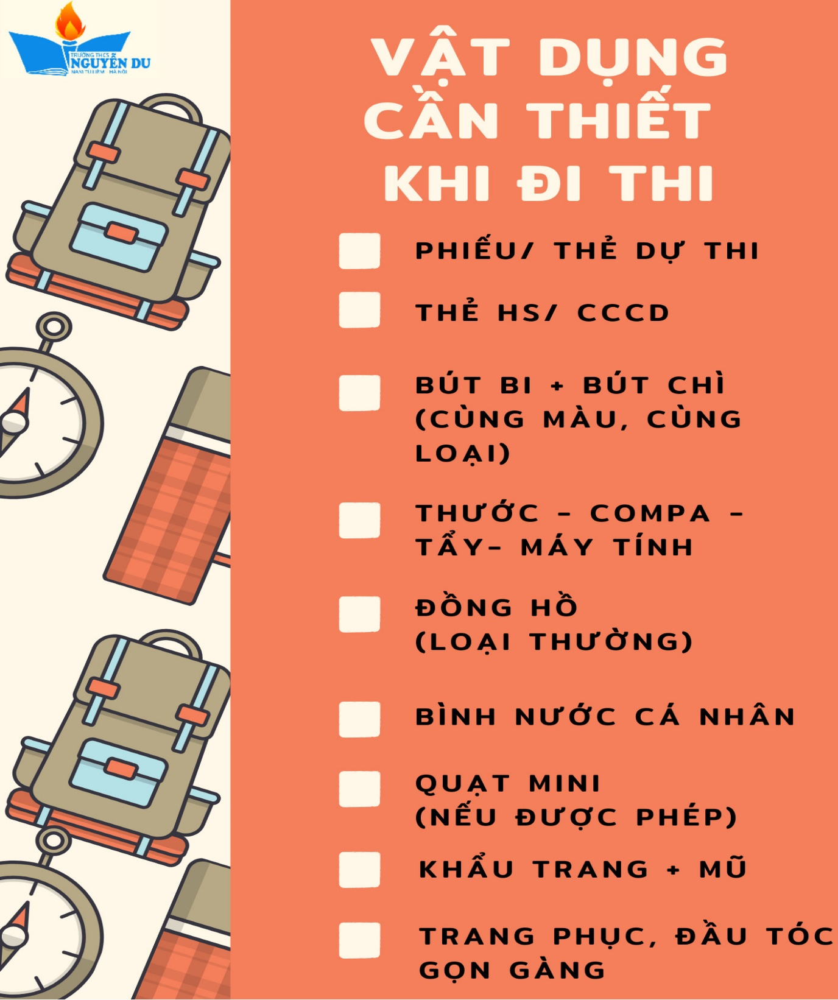 TRƯỜNG THCS
NGUYỄN DU
NAM TỪ LIÊM - HÀ NỘI
VẬT DỤNG
CẦN THIẾT
KHI ĐI THI
PHIẾU/ THẺ DỰ THI
THẺ HS/ CCCD
BÚT BI + BÚT CHÌ
(CÙNG MÀU, CÙNG
LOẠI)
THƯỚC - COMPA -
TẨY- MÁY TÍNH
ĐỒNG HỒ
(LOẠI THƯỜNG)
BÌNH NƯỚC CÁ NHÂN
QUẠT MINI
(NẾU ĐƯỢC PHÉP)
KHẨU TRANG + MŨ
TRANG PHỤC, ĐẦU TÓC
GỌN GÀNG